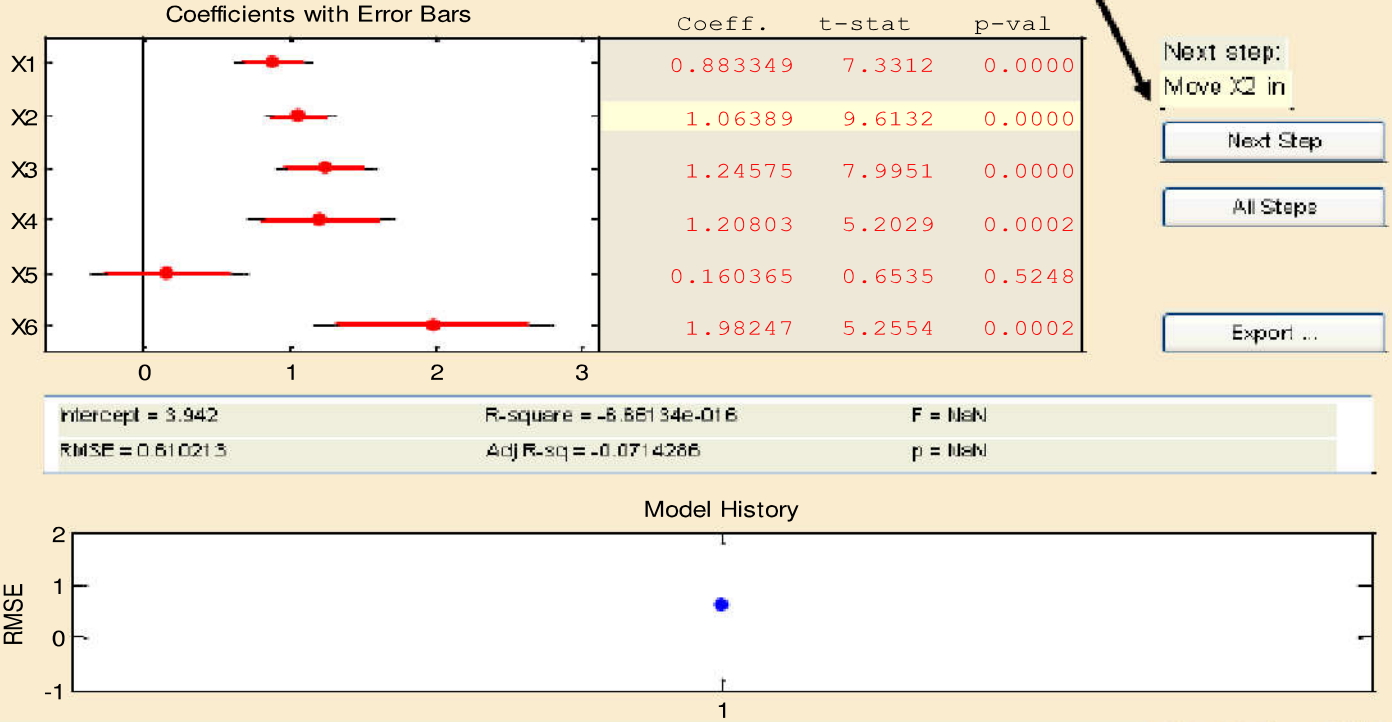 Coefficients with Error Bars
Coeff. t-stat p-val
X1 0.883349 7.3312 0.0000
X2 1.06389 9.6132 0.0000
X3 1.24575 7.9951 0.0000
X4 1.20803 5.2029 0.0002
X5 0.160365 0.6535 0.5248
X6 1.98247 5.2554 0.0002
0 1 2 3
Next step:
Move X2 in
Next Step
All Steps
Export ...
Intercept = 3.942 R-square = -6.66134e-016 F = NaN
RMSE = 0.610213 Adj R-sq = -0.0714286 p = NaN
Model History
RMSE
2
1
0
-1
1